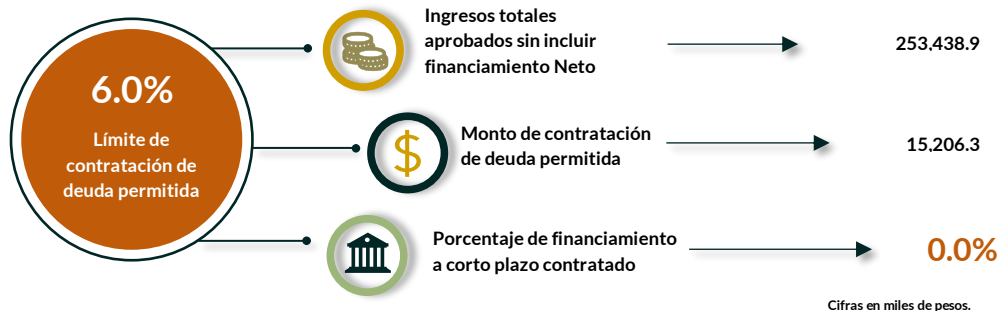 6.0%
Límite de
contratación de
deuda permitida
Ingresos totales
aprobados sin incluir
financiamiento Neto
253,438.9
$
Monto de contratación
de deuda permitida
15,206.3
Porcentaje de financiamiento
a corto plazo contratado
0.0%
Cifras en miles de pesos.